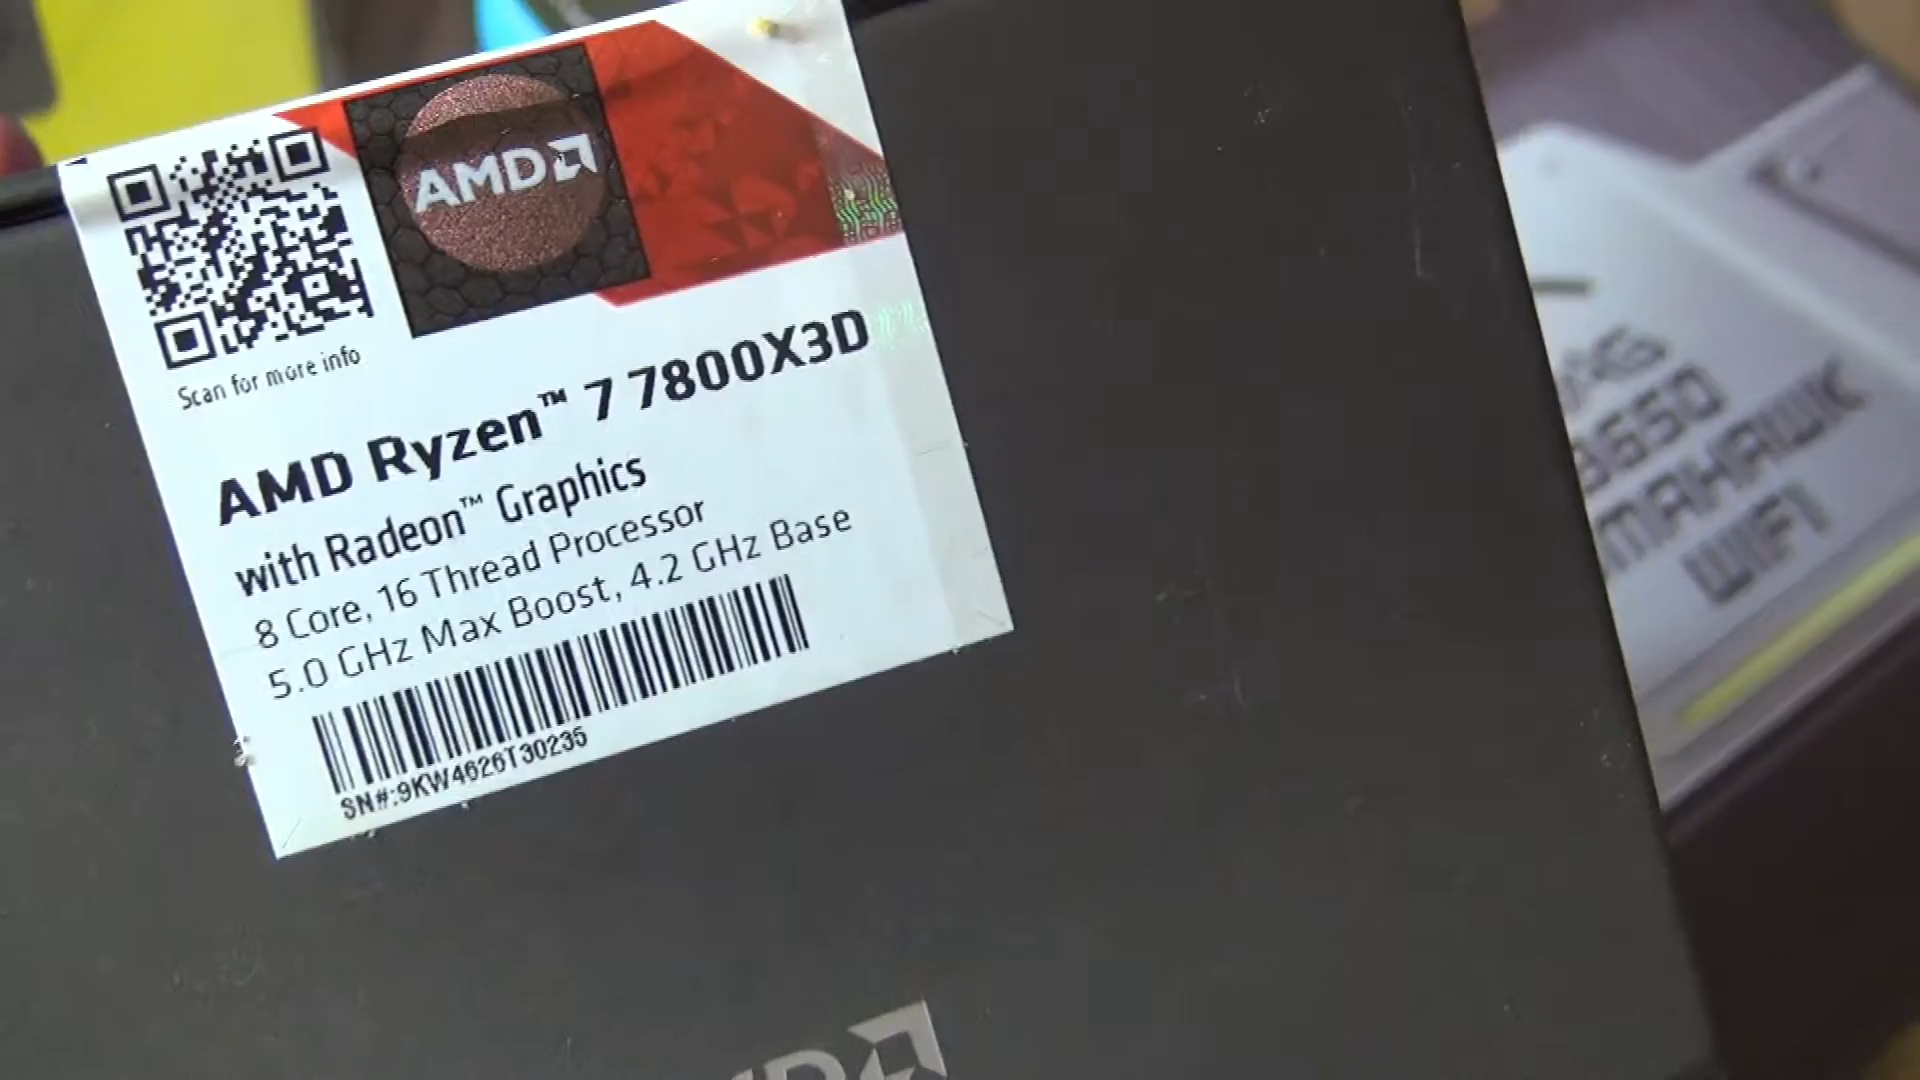 AMD
Scan for more info
AMD Ryzen™ 7 7800X3D
with Radeon™ Graphics
8 Core, 16 Thread Processor
5.0 GHz Max Boost, 4.2 GHz Base
SN#:9KW4626T30235
B650
WIFI